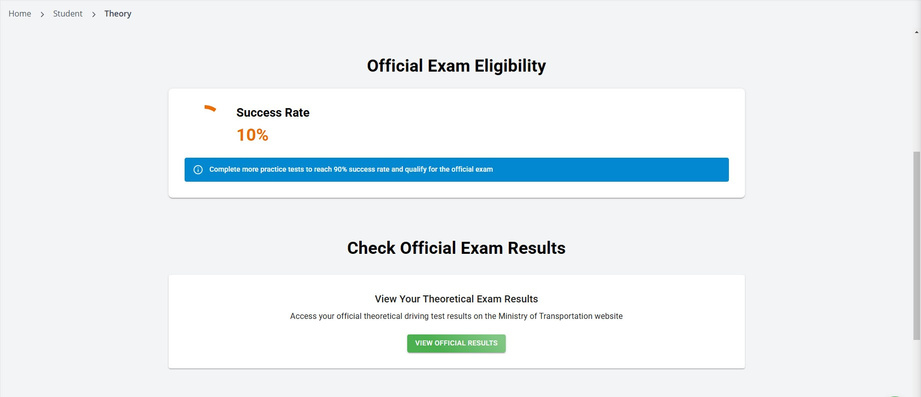 Home > Student > Theory
Official Exam Eligibility
Success Rate
10%
Complete more practice tests to reach 90% success rate and qualify for the official exam
Check Official Exam Results
View Your Theoretical Exam Results
Access your official theoretical driving test results on the Ministry of Transportation website
VIEW OFFICIAL RESULTS